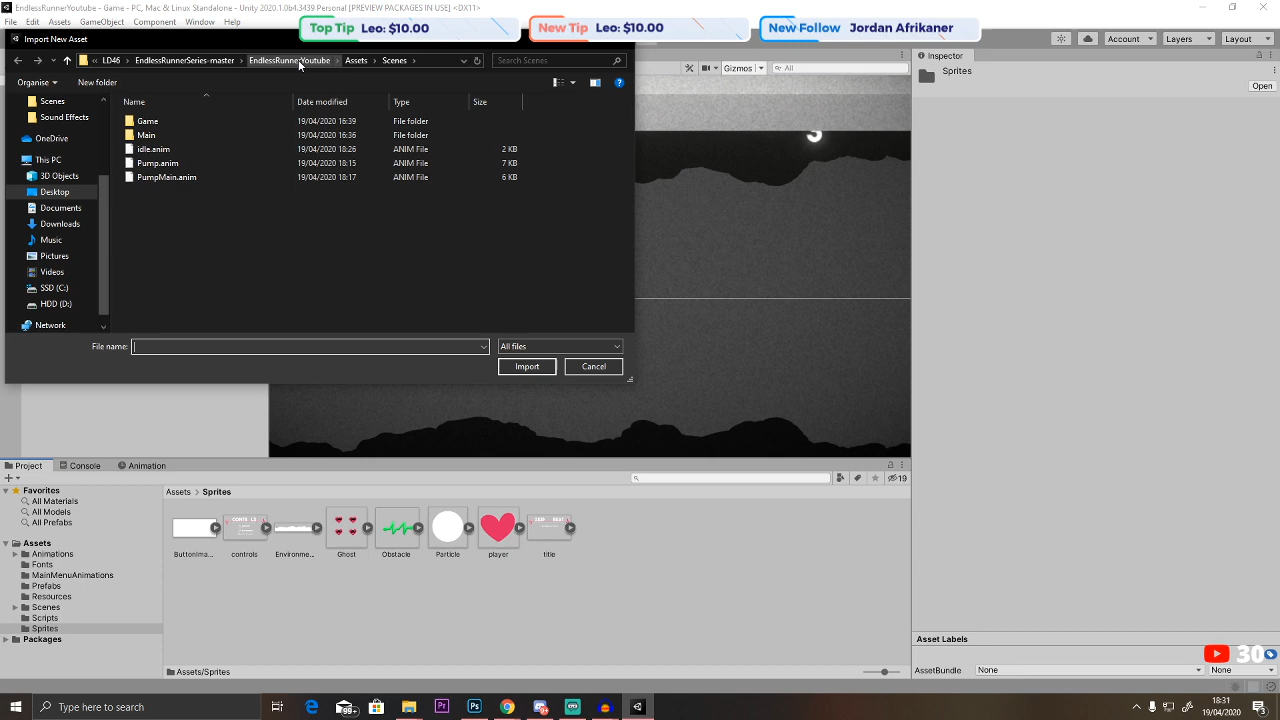 EndlessRunnerYoutube - Game - PC, Mac & Linux Standalone - Unity 2020.1.0b4.3439 Personal [PREVIEW PACKAGES IN USE] <DX11>
Top Tip Leo: $10.00
New Tip Leo: $10.00
New Follow Jordan Afrikaner
Account
Layers
Layout
Import New Asset
LD46 > EndlessRunnerSeries-master > EndlessRunnerYoutube > Assets > Scenes >
Search Scenes
Organise
New folder
Gizmos
All
Inspector
Sprites
Open
Scenes
Sound Effects
OneDrive
This PC
3D Objects
Desktop
Documents
Downloads
Music
Pictures
Videos
SSD (C:)
HDD (D:)
Network
Name Date modified Type Size
Game 19/04/2020 16:39 File folder
Main 19/04/2020 16:36 File folder
idle.anim 19/04/2020 18:26 ANIM File 2 KB
Pump.anim 19/04/2020 18:15 ANIM File 7 KB
PumpMain.anim 19/04/2020 18:17 ANIM File 6 KB
File name:
All files
Import
Cancel
Project
Console
Animation
19
Favorites
All Materials
All Models
All Prefabs
Assets
Animations
Fonts
MainMenuAnimations
Prefabs
Resources
Scenes
Scripts
Sprites
Packages
Assets > Sprites
ButtonIma...
controls
Environme...
Ghost
Obstacle
Particle
player
title
Assets/Sprites
Asset Labels
30
AssetBundle None None
Type here to search
18:31
19/04/2020